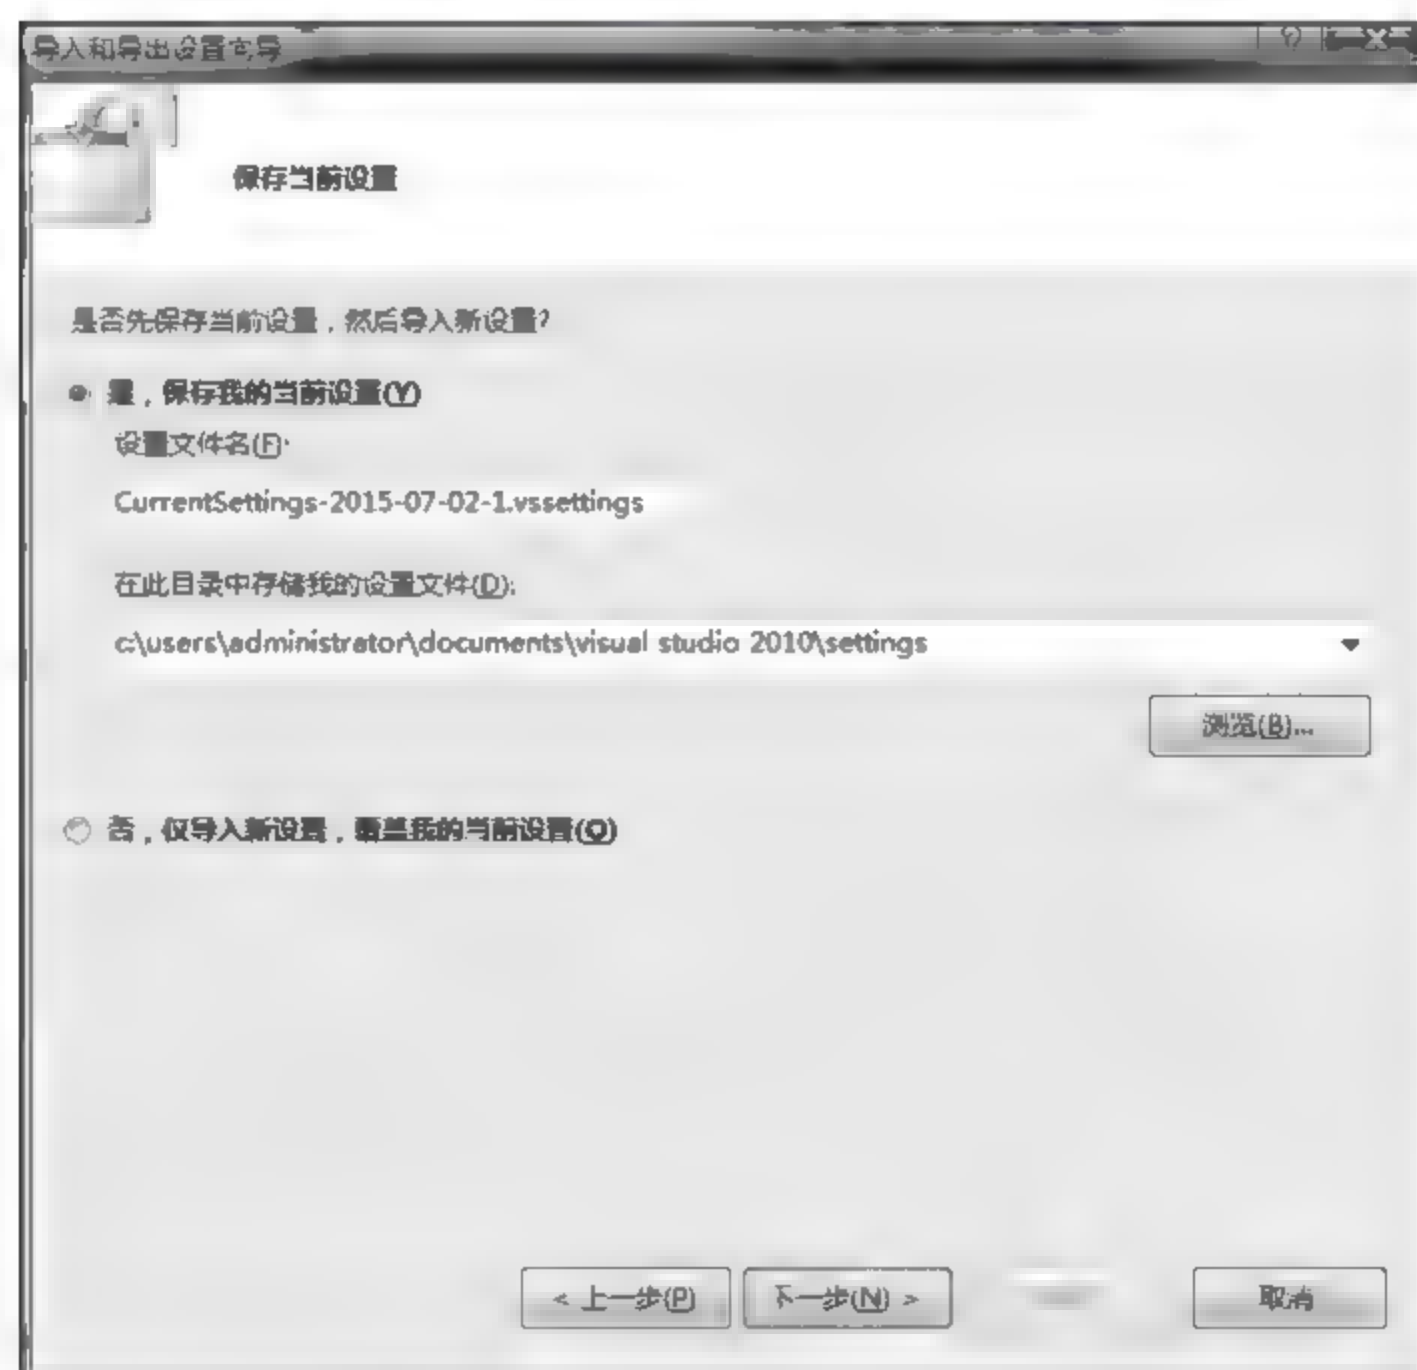 导入和导出设置向导
保存当前设置
是否先保存当前设置，然后导入新设置?
是，保存我的当前设置(Y)
设置文件名(F):
CurrentSettings-2015-07-02-1.vssettings
在此目录中存储我的设置文件(D):
c:\users\administrator\documents\visual studio 2010\settings
浏览(B)...
否，仅导入新设置，覆盖我的当前设置(O)
< 上一步(P) 下一步(N) > 取消